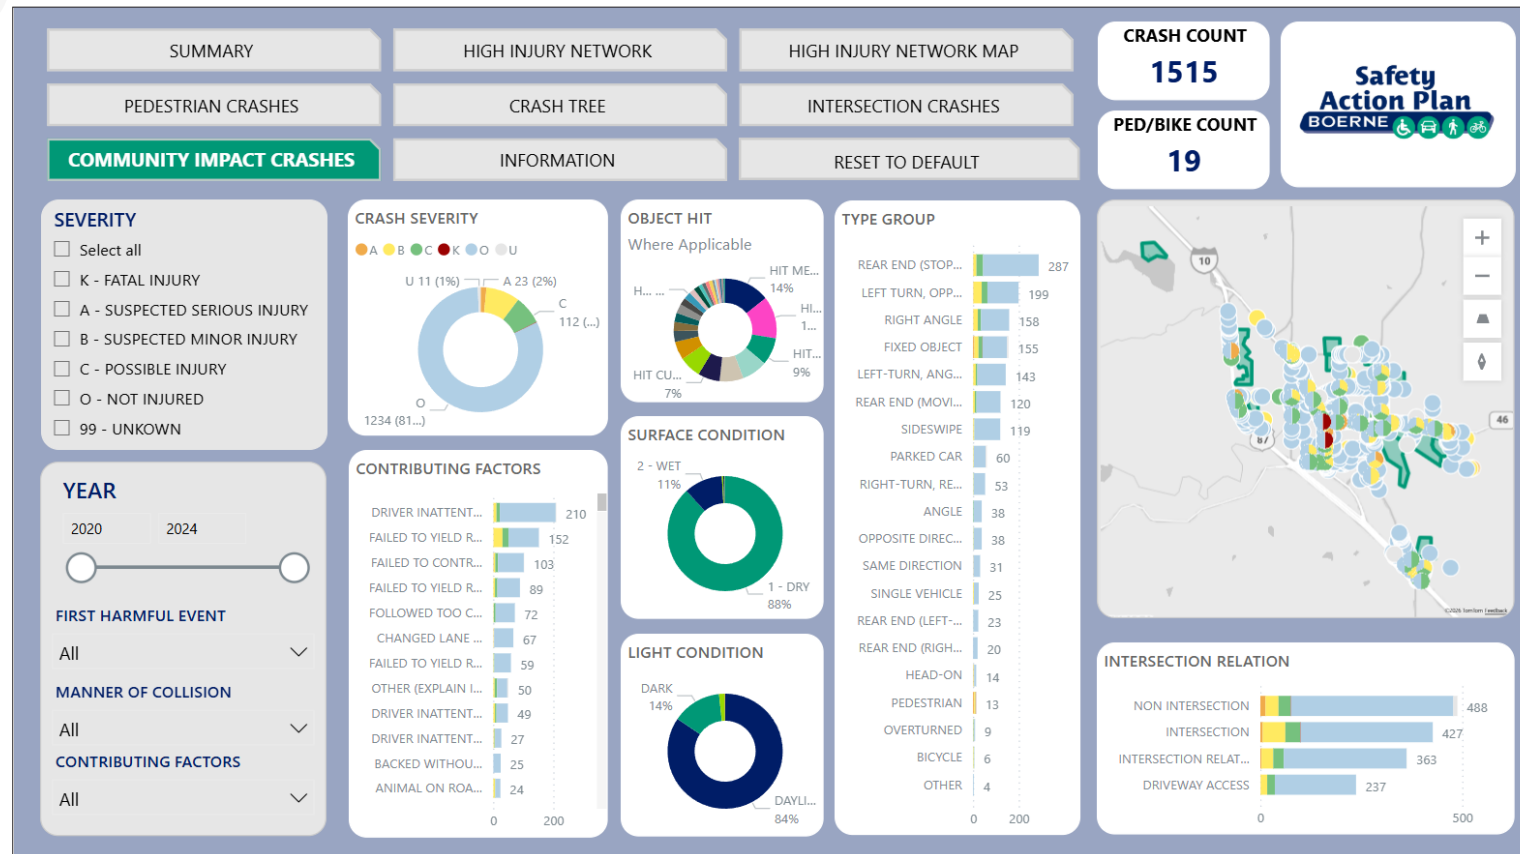 SUMMARY
HIGH INJURY NETWORK
HIGH INJURY NETWORK MAP
PEDESTRIAN CRASHES
CRASH TREE
INTERSECTION CRASHES
COMMUNITY IMPACT CRASHES
INFORMATION
RESET TO DEFAULT
CRASH COUNT
1515
PED/BIKE COUNT
19
Safety
Action Plan
BOERNE
SEVERITY
Select all
K - FATAL INJURY
A - SUSPECTED SERIOUS INJURY
B - SUSPECTED MINOR INJURY
C - POSSIBLE INJURY
O - NOT INJURED
99 - UNKOWN
YEAR
2020 2024
FIRST HARMFUL EVENT
All
MANNER OF COLLISION
All
CONTRIBUTING FACTORS
All
CRASH SEVERITY
A B C K O U
U 11 (1%)
A 23 (2%)
C
112 (...)
O
1234 (81...)
CONTRIBUTING FACTORS
DRIVER INATTENT... 210
FAILED TO YIELD R... 152
FAILED TO CONTR... 103
FAILED TO YIELD R... 89
FOLLOWED TOO C... 72
CHANGED LANE ... 67
FAILED TO YIELD R... 59
OTHER (EXPLAIN I... 50
DRIVER INATTENT... 49
DRIVER INATTENT... 27
BACKED WITHOU... 25
ANIMAL ON ROA... 24
0 200
OBJECT HIT
Where Applicable
HIT ME...
14%
H... ...
HI...
1...
HIT...
9%
HIT CU...
7%
SURFACE CONDITION
2 - WET
11%
1 - DRY
88%
LIGHT CONDITION
DARK
14%
DAYLI...
84%
TYPE GROUP
REAR END (STOP... 287
LEFT TURN, OPP... 199
RIGHT ANGLE 158
FIXED OBJECT 155
LEFT-TURN, ANG... 143
REAR END (MOVI... 120
SIDESWIPE 119
PARKED CAR 60
RIGHT-TURN, RE... 53
ANGLE 38
OPPOSITE DIREC... 38
SAME DIRECTION 31
SINGLE VEHICLE 25
REAR END (LEFT-... 23
REAR END (RIGH... 20
HEAD-ON 14
PEDESTRIAN 13
OVERTURNED 9
BICYCLE 6
OTHER 4
0 200
10
46
87
©2026 TomTom Feedback
INTERSECTION RELATION
NON INTERSECTION 488
INTERSECTION 427
INTERSECTION RELAT... 363
DRIVEWAY ACCESS 237
0 500